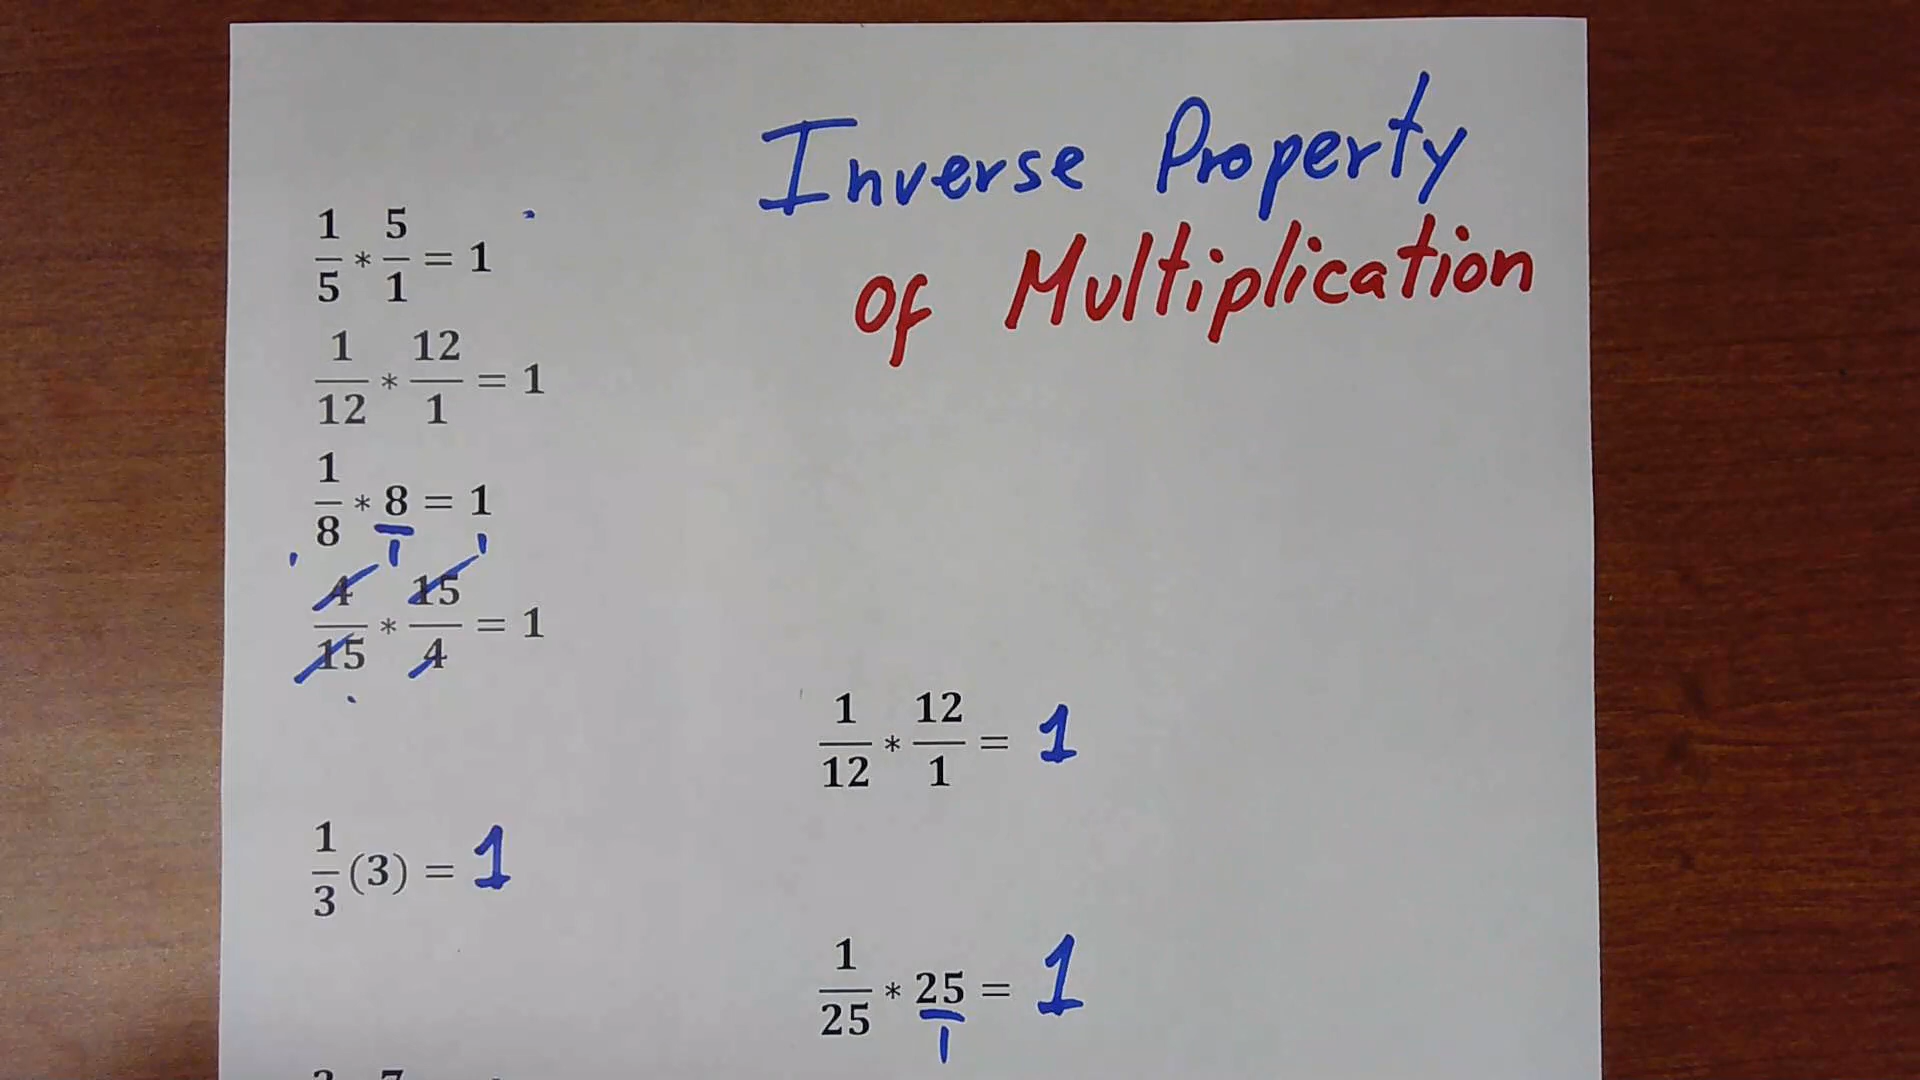 Inverse Property
of Multiplication
1/5 * 5/1 = 1
1/12 * 12/1 = 1
1/8 * 8/1 = 1
4/15 * 15/4 = 1
1/12 * 12/1 = 1
1/3 (3) = 1
1/25 * 25/1 = 1